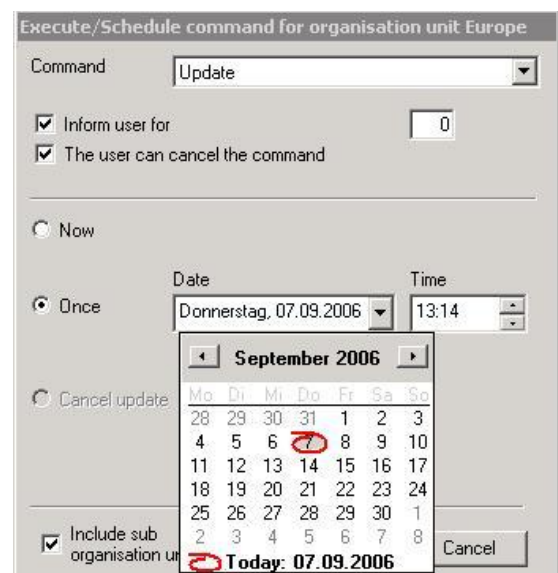 Execute/Schedule command for organisation unit Europe
Command
Update
Inform user for
0
The user can cancel the command
Now
Date
Time
Once
Donnerstag, 07.09.2006
13:14
September 2006
Cancel update
Mo Di Mi Do Fr Sa So
28 29 30 31 1 2 3
4 5 6 7 8 9 10
11 12 13 14 15 16 17
18 19 20 21 22 23 24
25 26 27 28 29 30 1
2 3 4 5 6 7 8
Include sub
organisation ur
Today: 07.09.2006
Cancel